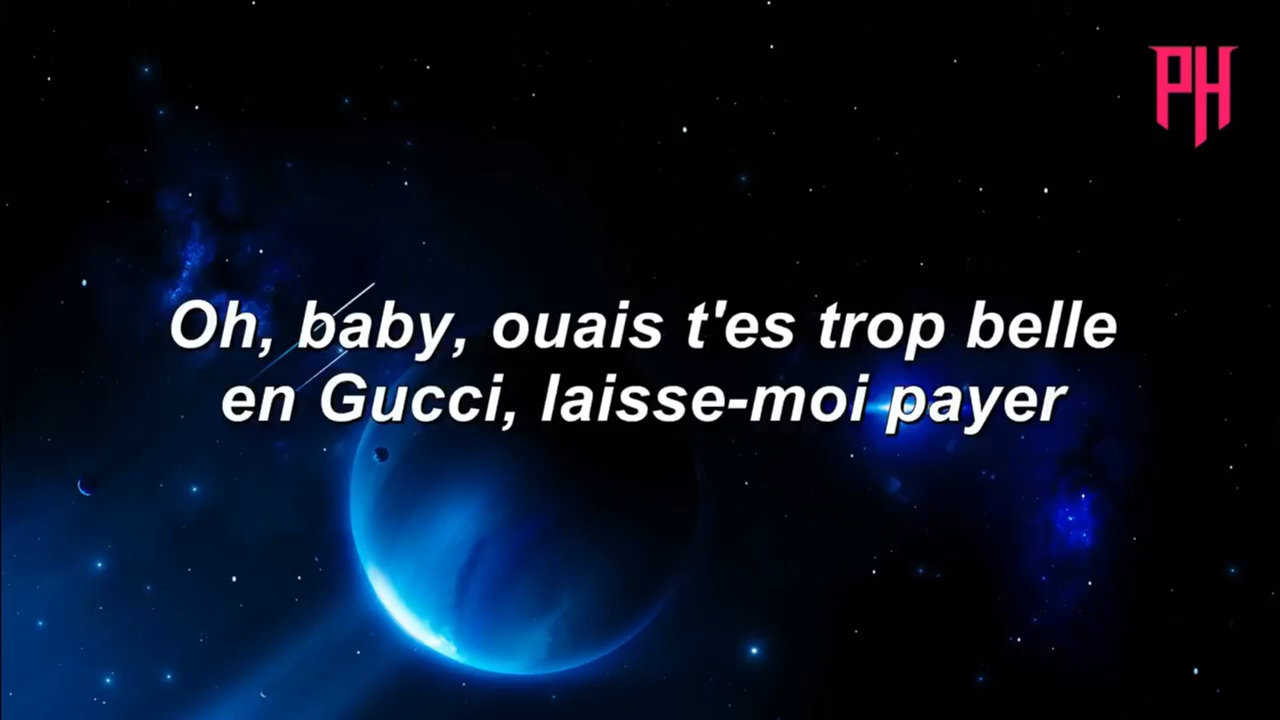 PH
Oh, baby, ouais t'es trop belle
en Gucci, laisse-moi payer